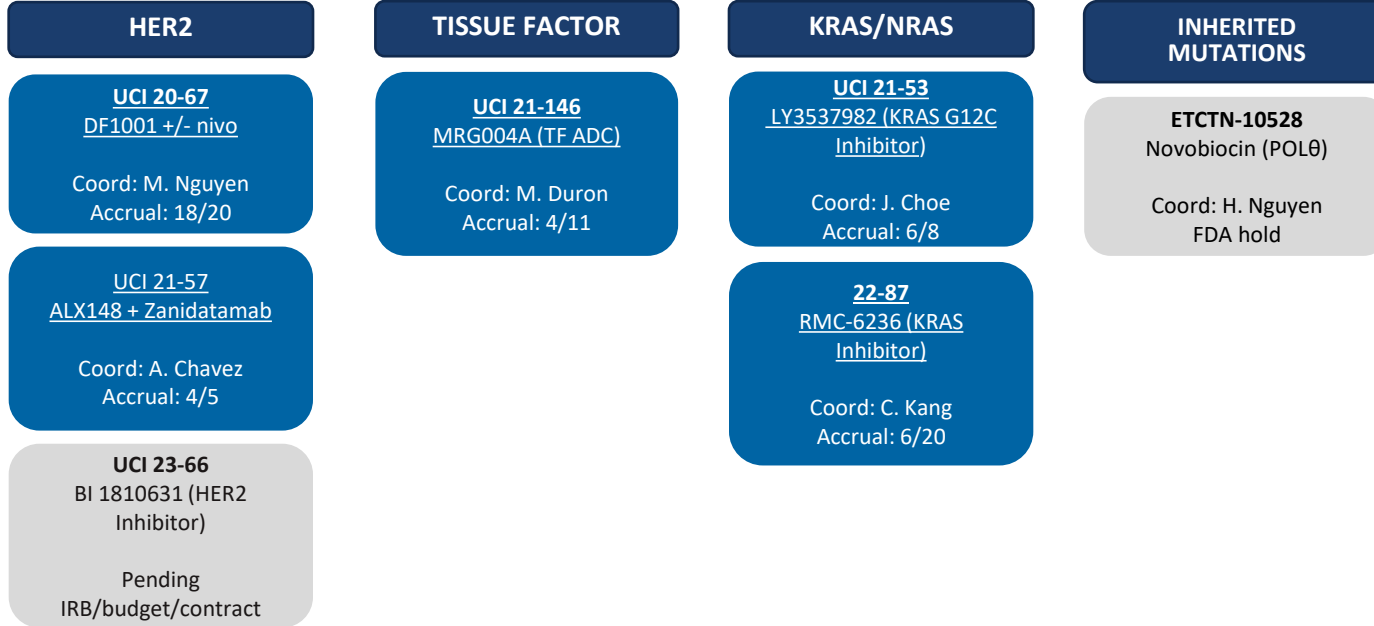 HER2
UCI 20-67
DF1001 +/- nivo
Coord: M. Nguyen
Accrual: 18/20
UCI 21-57
ALX148 + Zanidatamab
Coord: A. Chavez
Accrual: 4/5
UCI 23-66
BI 1810631 (HER2
Inhibitor)
Pending
IRB/budget/contract
TISSUE FACTOR
UCI 21-146
MRG004A (TF ADC)
Coord: M. Duron
Accrual: 4/11
KRAS/NRAS
UCI 21-53
LY3537982 (KRAS G12C
Inhibitor)
Coord: J. Choe
Accrual: 6/8
22-87
RMC-6236 (KRAS
Inhibitor)
Coord: C. Kang
Accrual: 6/20
INHERITED
MUTATIONS
ETCTN-10528
Novobiocin (POLθ)
Coord: H. Nguyen
FDA hold